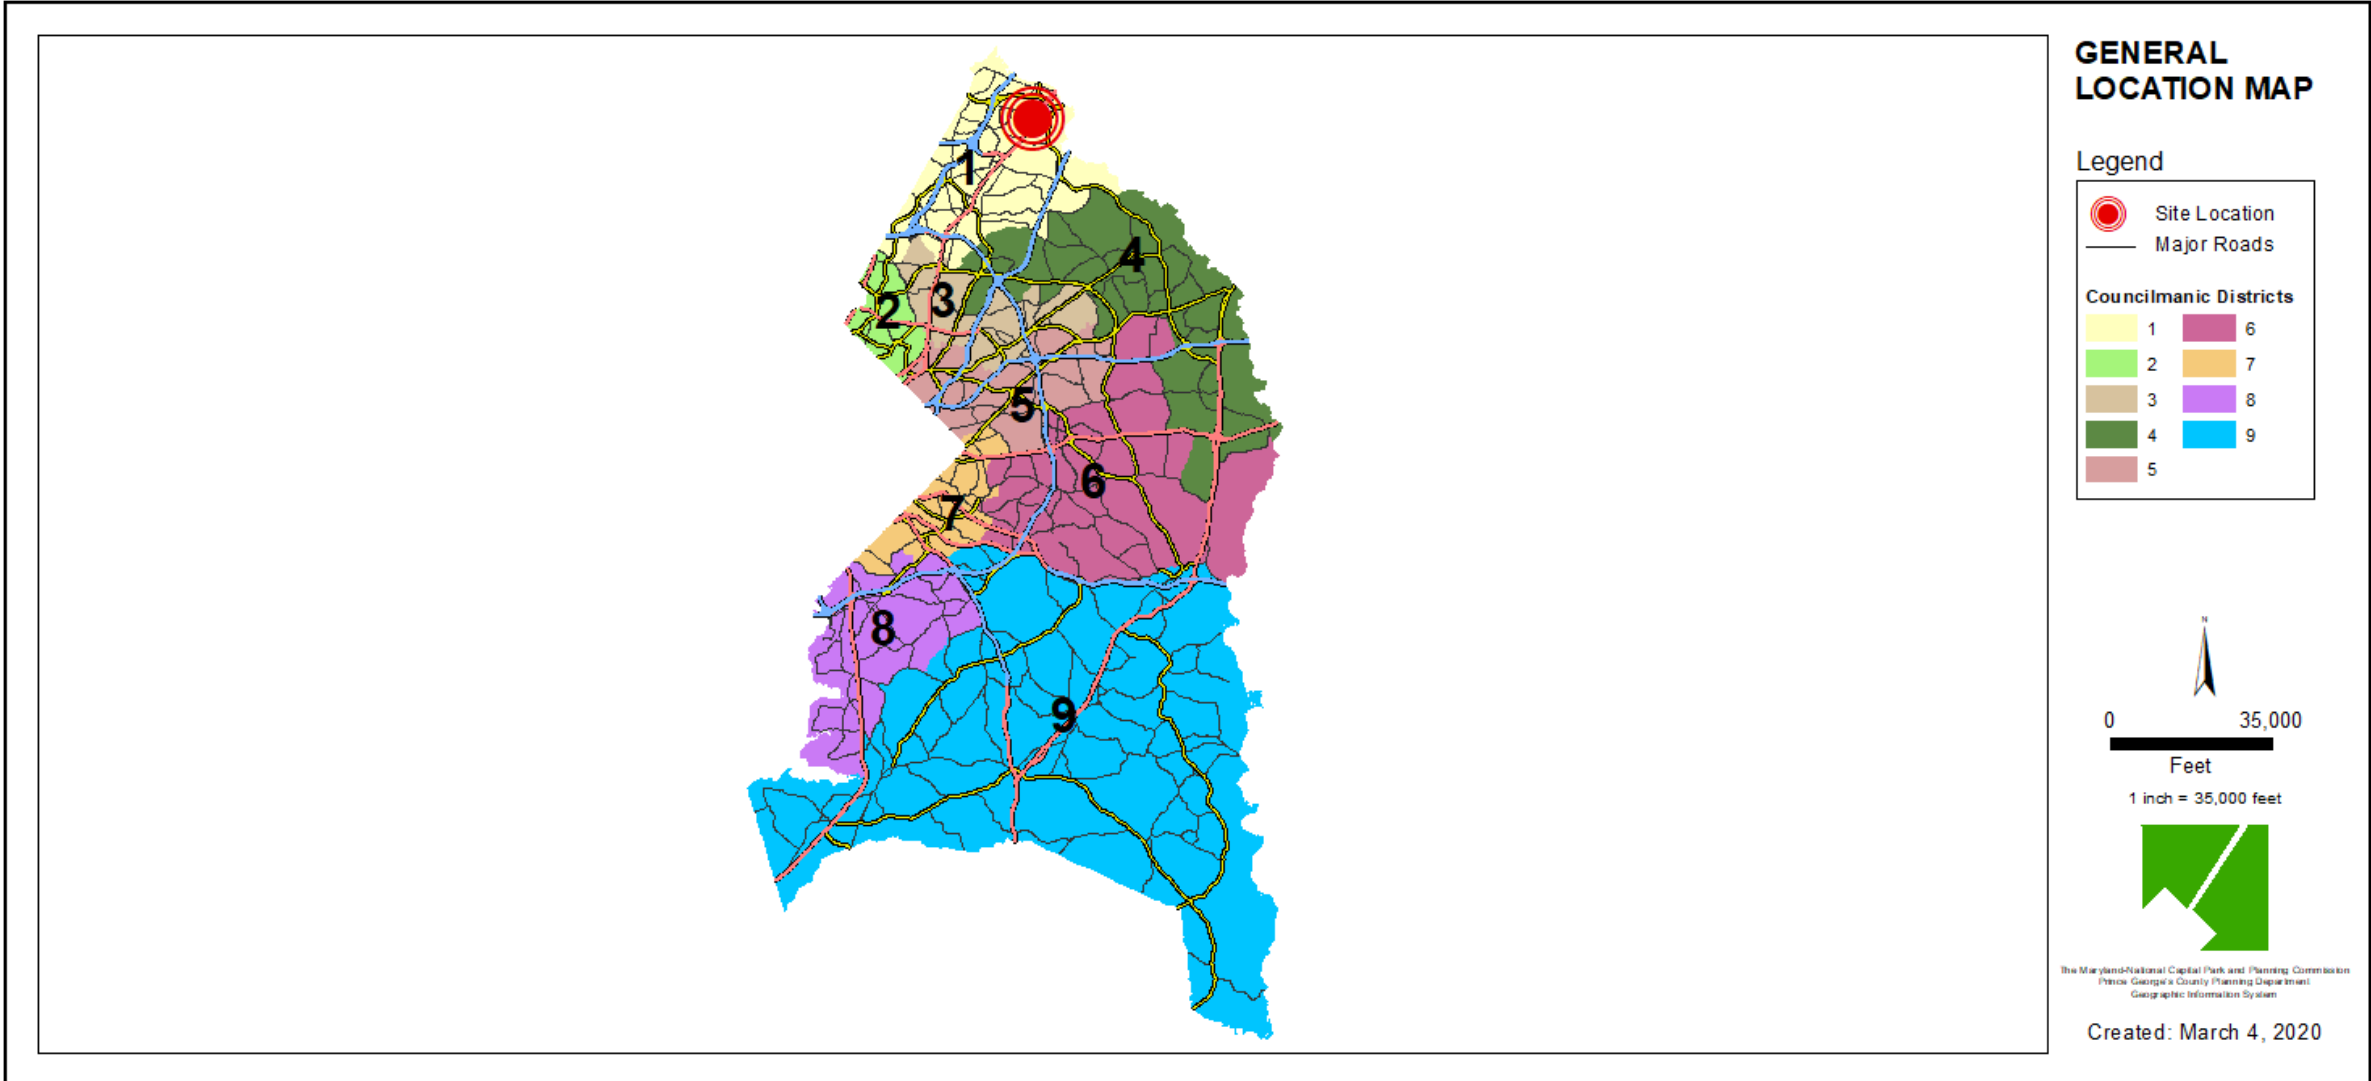 GENERAL
LOCATION MAP
Legend
Site Location
Major Roads
Councilmanic Districts
1 6
2 7
3 8
4 9
5
1
2
3
4
5
6
7
8
9
N
0 35,000
Feet
1 inch = 35,000 feet
The Maryland-National Capital Park and Planning Commission
Prince George's County Planning Department
Geographic Information System
Created: March 4, 2020